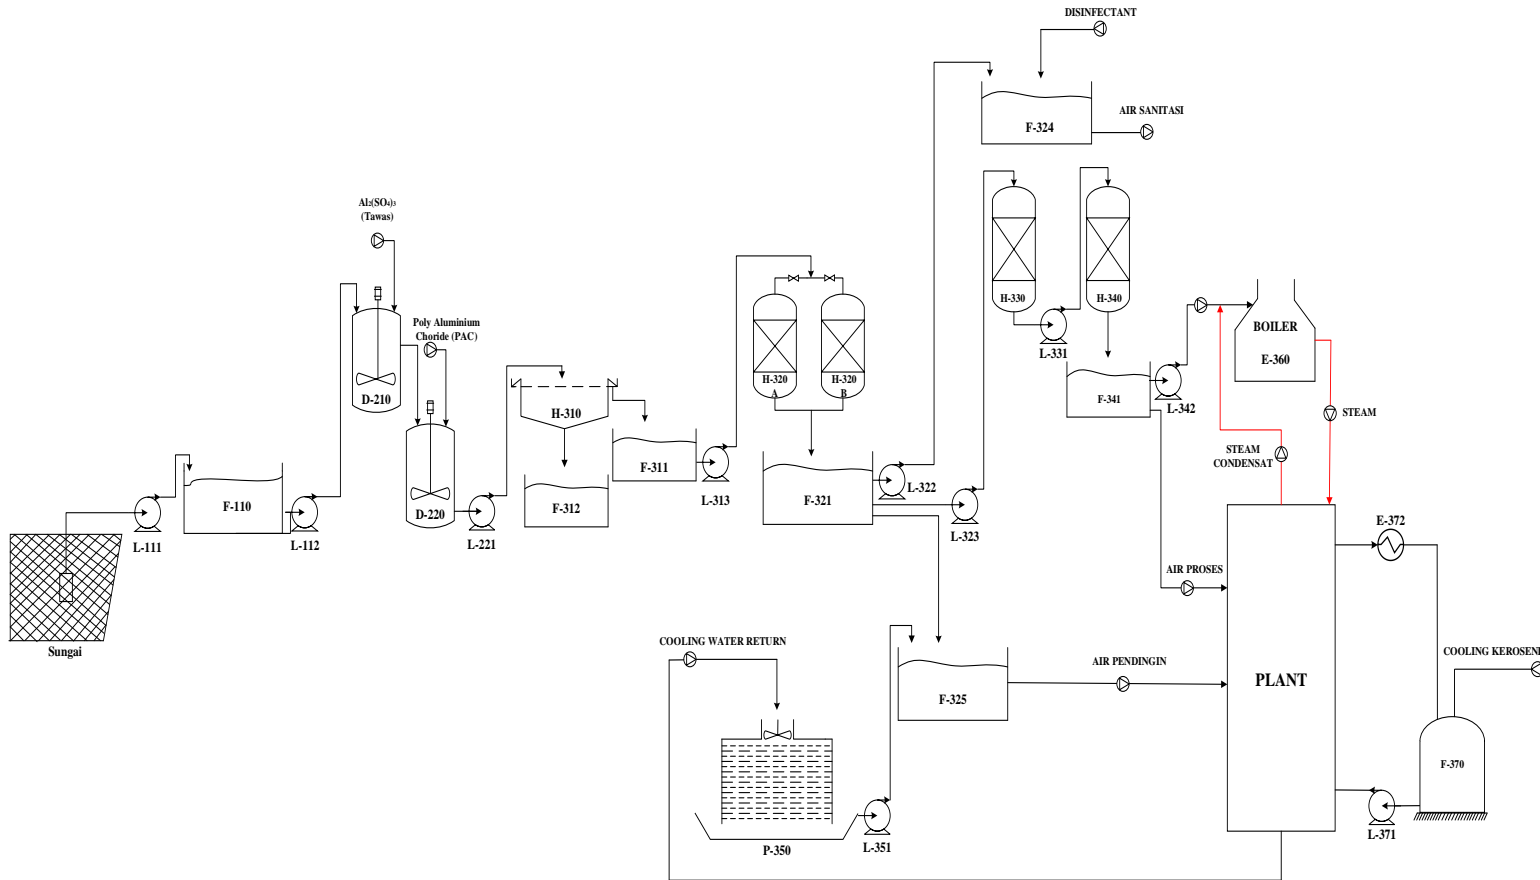 DISINFECTANT
F-324
AIR SANITASI
Al₂(SO₄)₃
(Tawas)
D-210
Poly Aluminium
Choride (PAC)
D-220
L-221
H-310
F-312
F-311
L-313
H-320
A
H-320
B
F-321
L-322
L-323
H-330
L-331
H-340
F-341
L-342
BOILER
E-360
STEAM
STEAM
CONDENSAT
F-110
L-111
L-112
Sungai
E-372
AIR PROSES
COOLING WATER RETURN
F-325
AIR PENDINGIN
PLANT
COOLING KEROSENE
F-370
L-371
P-350
L-351